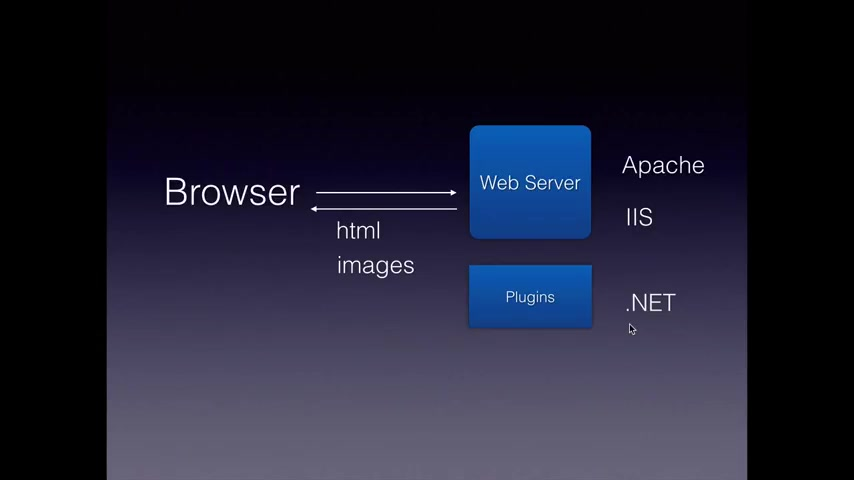 Browser
html
images
Web Server
Plugins
Apache
IIS
.NET